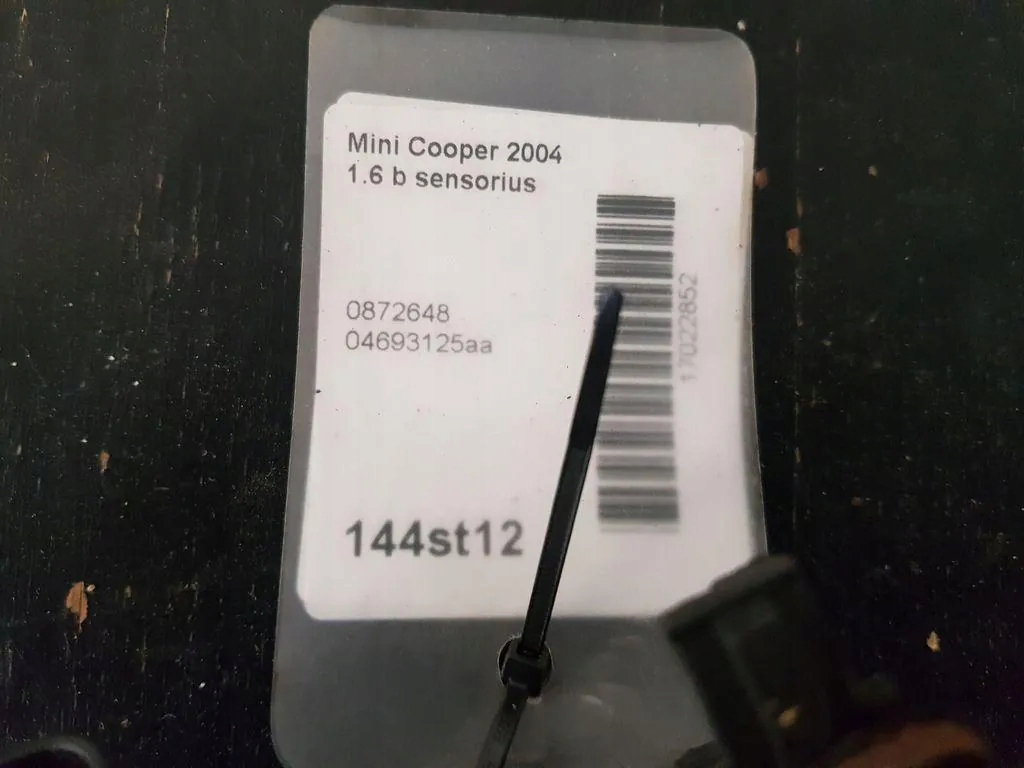 Mini Cooper 2004
1.6 b sensorius
0872648
04693125aa
17022852
144st12